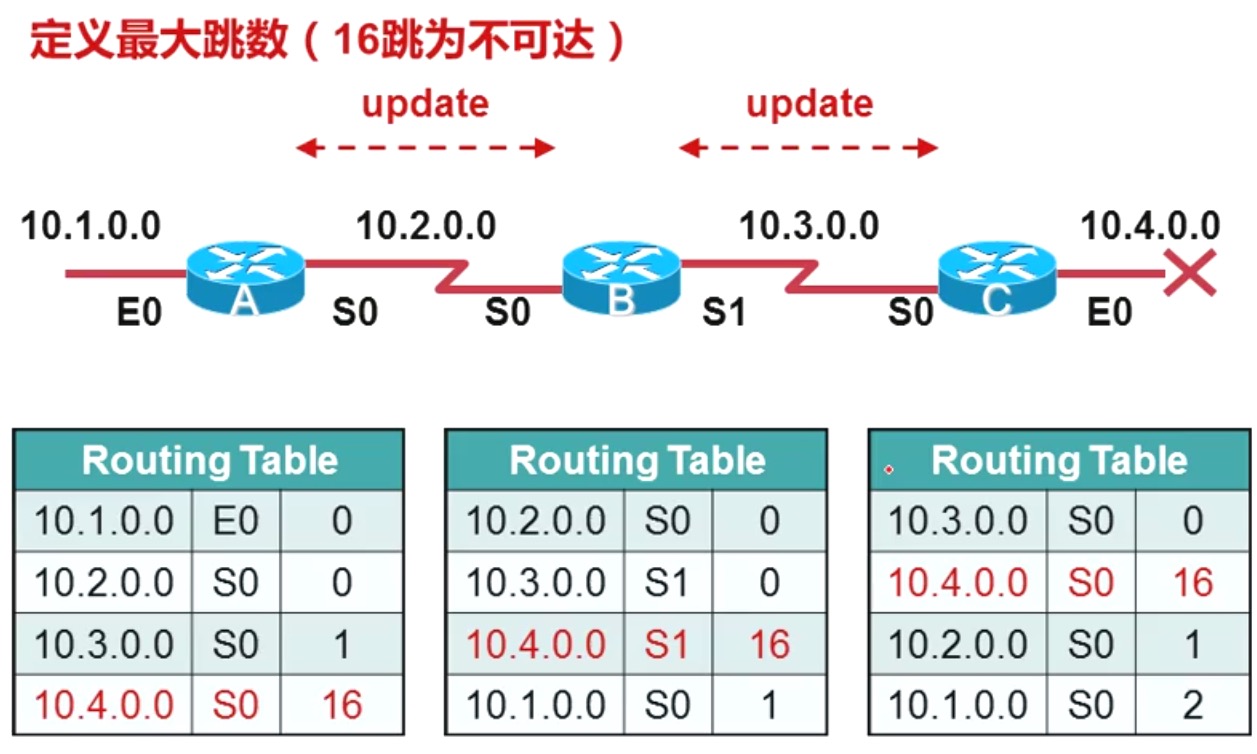 定义最大跳数（16跳为不可达）
update update
10.1.0.0 10.2.0.0 10.3.0.0 10.4.0.0
A B C
E0 S0 S0 S1 S0 E0
Routing Table
10.1.0.0 E0 0
10.2.0.0 S0 0
10.3.0.0 S0 1
10.4.0.0 S0 16
Routing Table
10.2.0.0 S0 0
10.3.0.0 S1 0
10.4.0.0 S1 16
10.1.0.0 S0 1
Routing Table
10.3.0.0 S0 0
10.4.0.0 S0 16
10.2.0.0 S0 1
10.1.0.0 S0 2